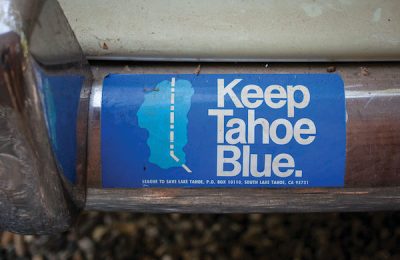 Keep
Tahoe
Blue.
LEAGUE TO SAVE LAKE TAHOE, P.O. BOX 10110, SOUTH LAKE TAHOE, CA 95731